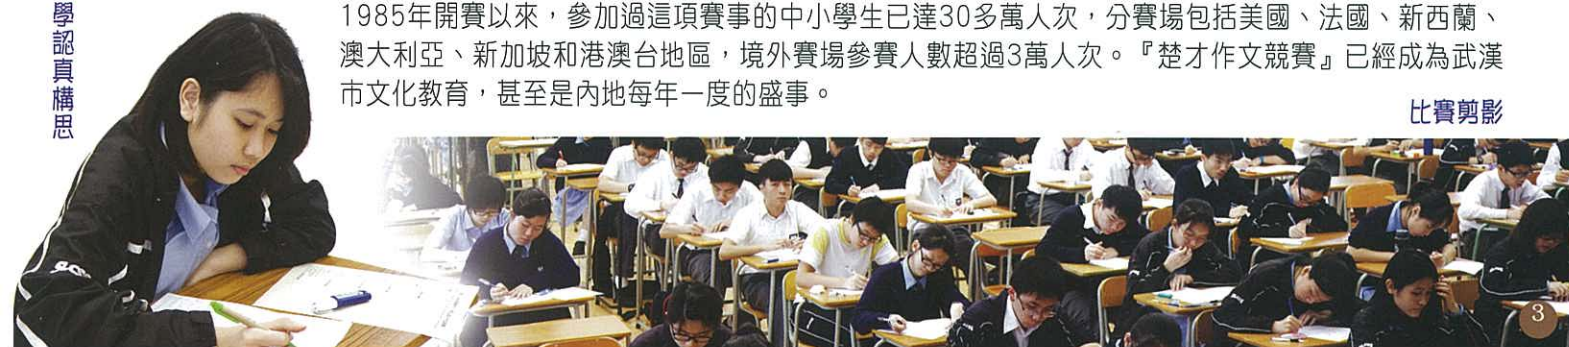 學認真構思
1985年開賽以來，參加過這項賽事的中小學生已達30多萬人次，分賽場包括美國、法國、新西蘭、
澳大利亞、新加坡和港澳台地區，境外賽場參賽人數超過3萬人次。『楚才作文競賽』已經成為武漢
市文化教育，甚至是內地每年一度的盛事。
比賽剪影
3